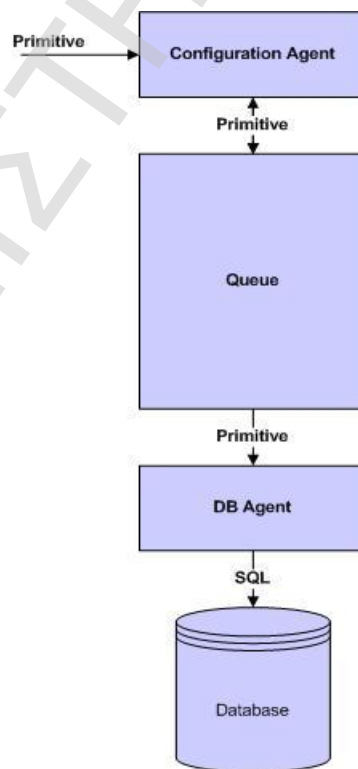 Primitive
Configuration Agent
Primitive
Queue
Primitive
DB Agent
SQL
Database